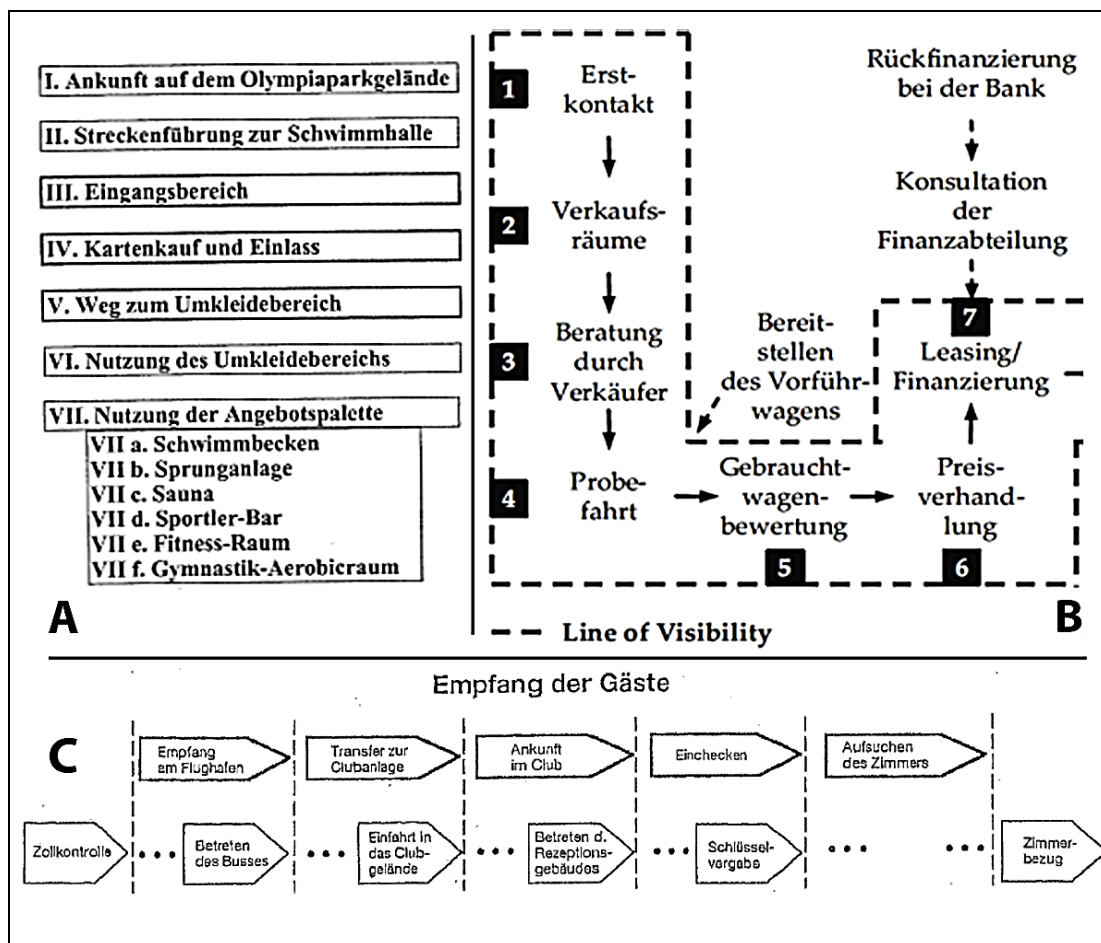 I. Ankunft auf dem Olympiaparkgelände
II. Streckenführung zur Schwimmhalle
III. Eingangsbereich
IV. Kartenkauf und Einlass
V. Weg zum Umkleidebereich
VI. Nutzung des Umkleidebereichs
VII. Nutzung der Angebotspalette
VII a. Schwimmbecken
VII b. Sprunganlage
VII c. Sauna
VII d. Sportler-Bar
VII e. Fitness-Raum
VII f. Gymnastik-Aerobicraum
A
1
Erst-
kontakt
2
Verkaufs-
räume
3
Beratung
durch
Verkäufer
4
Probe-
fahrt
Bereit-
stellen
des Vorführ-
wagens
Gebraucht-
wagen-
bewertung
5
Preis-
verhand-
lung
6
Rückfinanzierung
bei der Bank
Konsultation
der
Finanzabteilung
7
Leasing/
Finanzierung
B
Line of Visibility
Empfang der Gäste
C
Empfang
am Flughafen
Transfer zur
Clubanlage
Ankunft
im Club
Einchecken
Aufsuchen
des Zimmers
Zollkontrolle
Betreten
des Busses
Einfahrt in
das Club-
gelände
Betreten d.
Rezeptions-
gebäudes
Schlüssel-
vergabe
Zimmer-
bezug